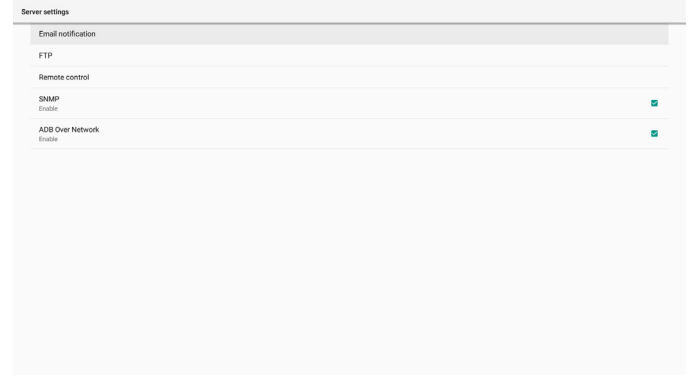 Server settings
Email notification
FTP
Remote control
SNMP
Enable
ADB Over Network
Enable